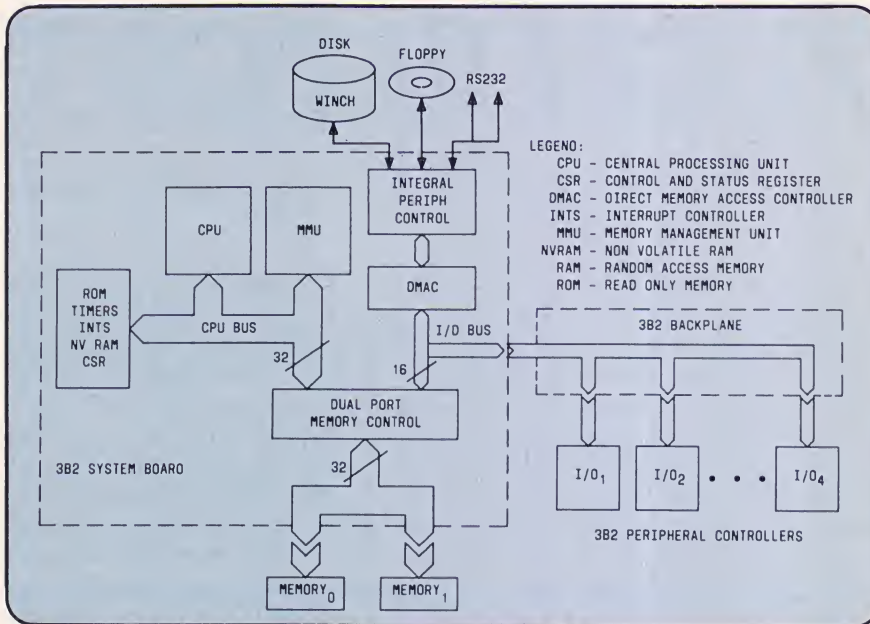 DISK
FLOPPY
RS232
WINCH
LEGENO:
CPU - CENTRAL PROCESSING UNIT
CSR - CONTROL AND STATUS REGISTER
DMAC - OIRECT MEMORY ACCESS CONTROLLER
INTS - INTERRUPT CONTROLLER
MMU - MEMORY MANAGEMENT UNIT
NVRAM - NON VOLATILE RAM
RAM - RANDOM ACCESS MEMORY
ROM - READ ONLY MEMORY
INTEGRAL
PERIPH
CONTROL
CPU
MMU
DMAC
ROM
TIMERS
INTS
NV RAM
CSR
CPU BUS
I/D BUS
3B2 BACKPLANE
32
16
DUAL PORT
MEMORY CONTROL
3B2 SYSTEM BOARD
32
I/O1
I/O2
I/O4
3B2 PERIPHERAL CONTROLLERS
MEMORY0
MEMORY1